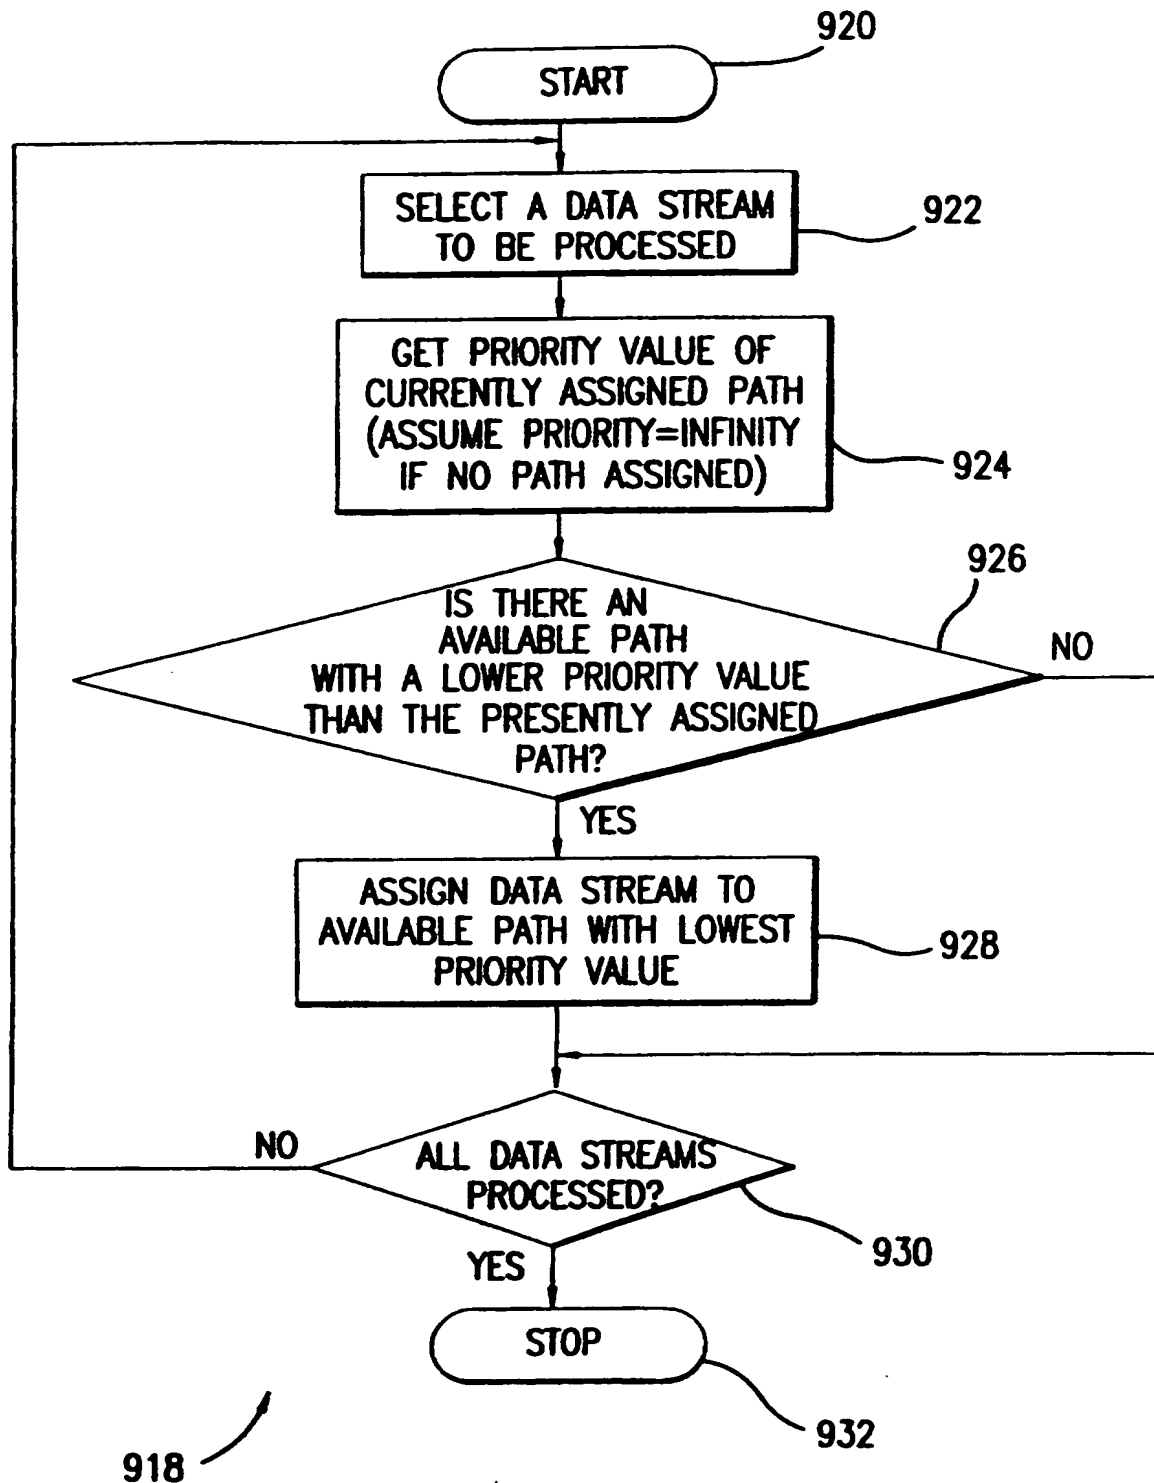 920
START
SELECT A DATA STREAM
TO BE PROCESSED
922
GET PRIORITY VALUE OF
CURRENTLY ASSIGNED PATH
(ASSUME PRIORITY=INFINITY
IF NO PATH ASSIGNED)
924
926
IS THERE AN
AVAILABLE PATH
WITH A LOWER PRIORITY VALUE
THAN THE PRESENTLY ASSIGNED
PATH?
NO
YES
ASSIGN DATA STREAM TO
AVAILABLE PATH WITH LOWEST
PRIORITY VALUE
928
NO
ALL DATA STREAMS
PROCESSED?
930
YES
STOP
932
918